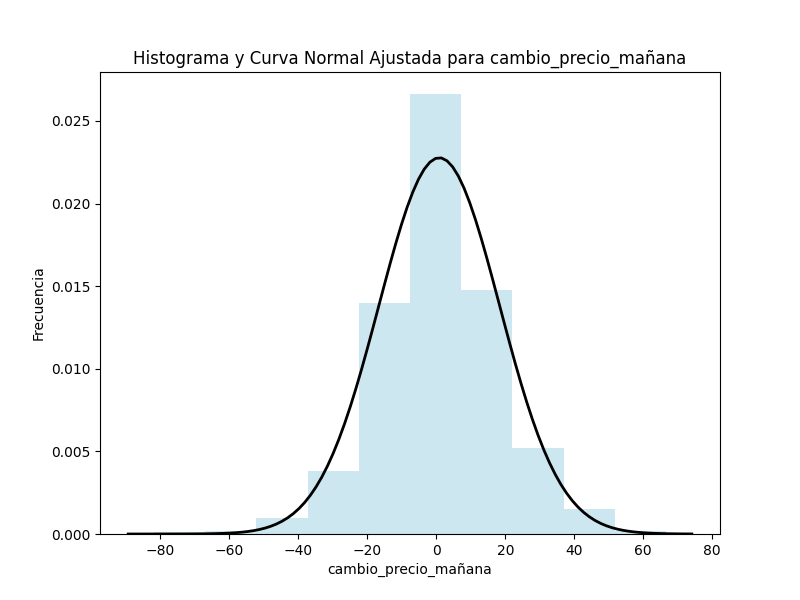 Histograma y Curva Normal Ajustada para cambio_precio_mañana
0.025
0.020
0.015
0.010
0.005
0.000
Frecuencia
−80 −60 −40 −20 0 20 40 60 80
cambio_precio_mañana